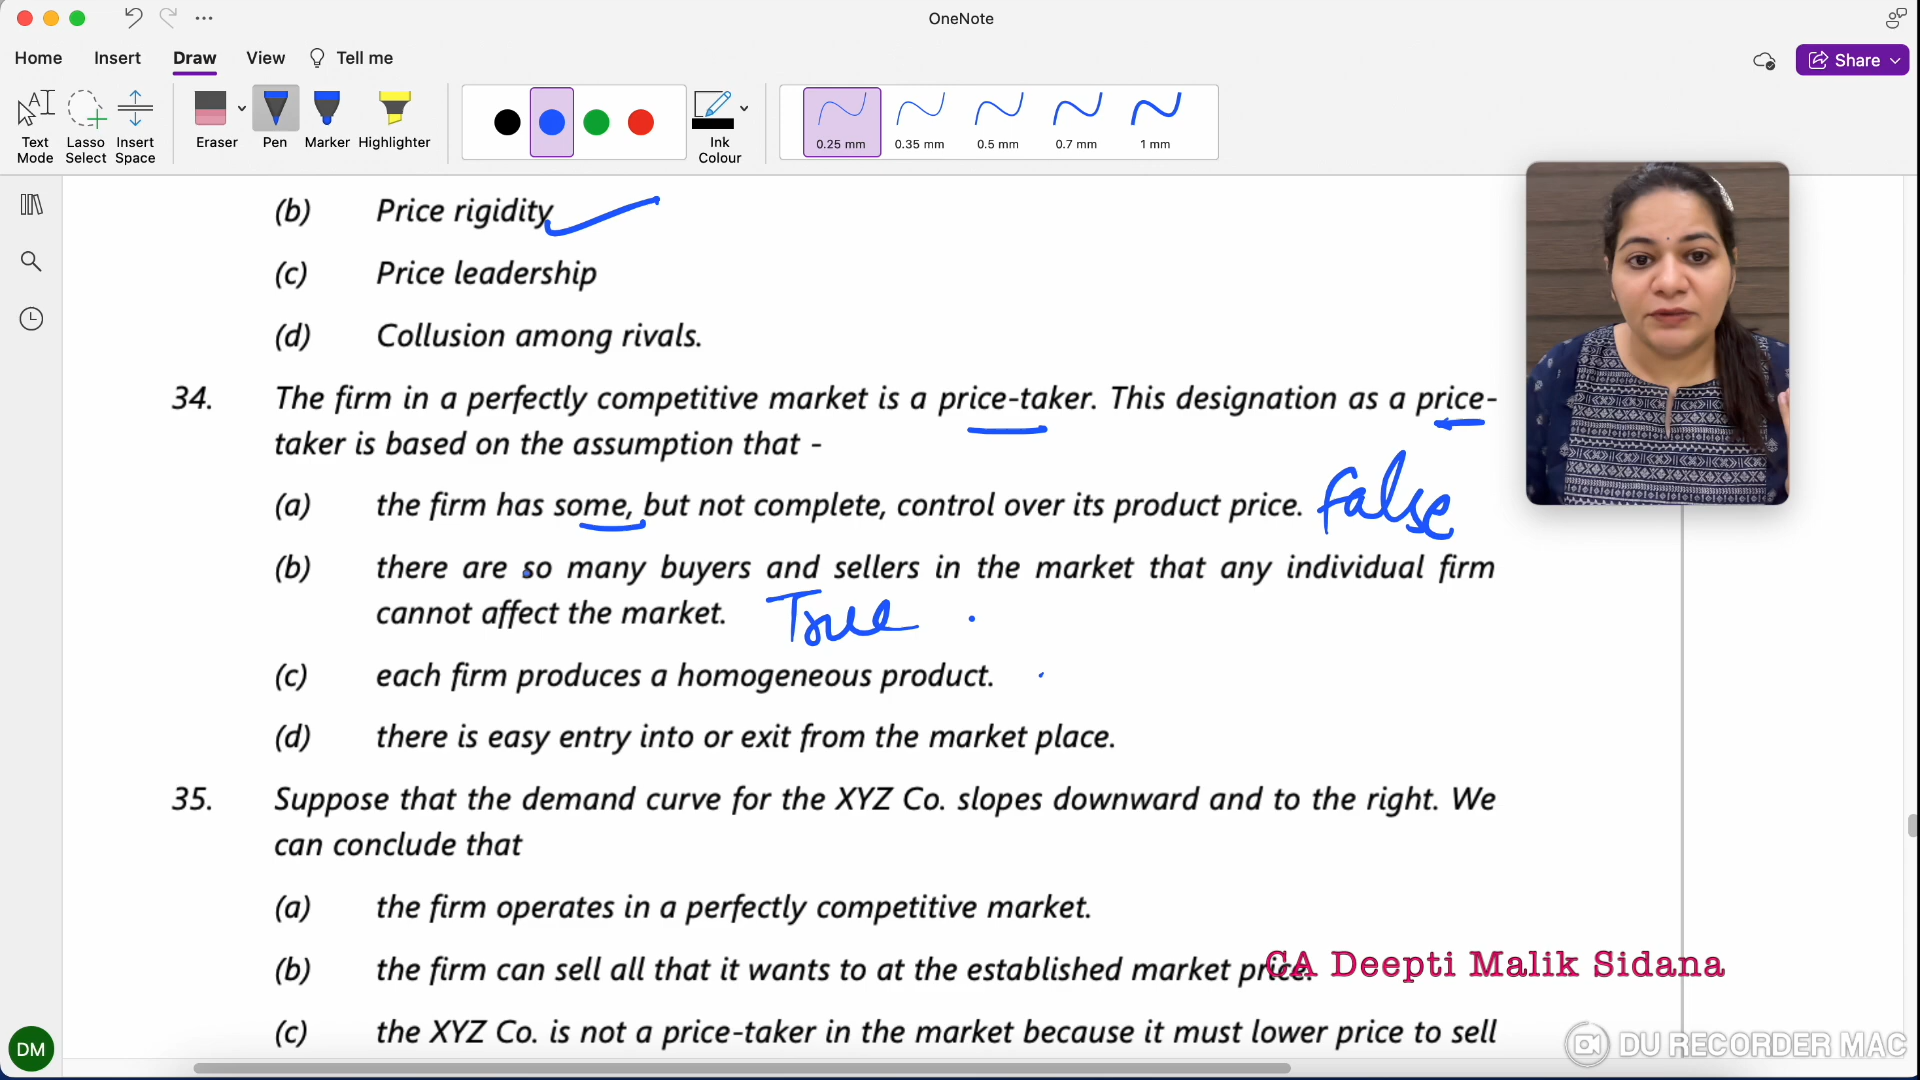 OneNote
Home Insert Draw View Tell me
Share
Text Mode
Lasso Select
Insert Space
Eraser
Pen
Marker
Highlighter
Ink Colour
0.25 mm
0.35 mm
0.5 mm
0.7 mm
1 mm
(b) Price rigidity
(c) Price leadership
(d) Collusion among rivals.
34. The firm in a perfectly competitive market is a price-taker. This designation as a price-
taker is based on the assumption that -
(a) the firm has some, but not complete, control over its product price. false
(b) there are so many buyers and sellers in the market that any individual firm
cannot affect the market. True
(c) each firm produces a homogeneous product.
(d) there is easy entry into or exit from the market place.
35. Suppose that the demand curve for the XYZ Co. slopes downward and to the right. We
can conclude that
(a) the firm operates in a perfectly competitive market.
(b) the firm can sell all that it wants to at the established market price.
CA Deepti Malik Sidana
(c) the XYZ Co. is not a price-taker in the market because it must lower price to sell
DM
DU RECORDER MAC